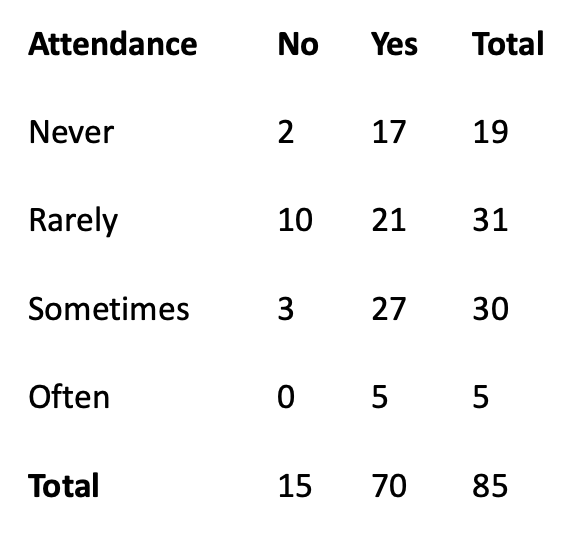 Attendance No Yes Total
Never 2 17 19
Rarely 10 21 31
Sometimes 3 27 30
Often 0 5 5
Total 15 70 85